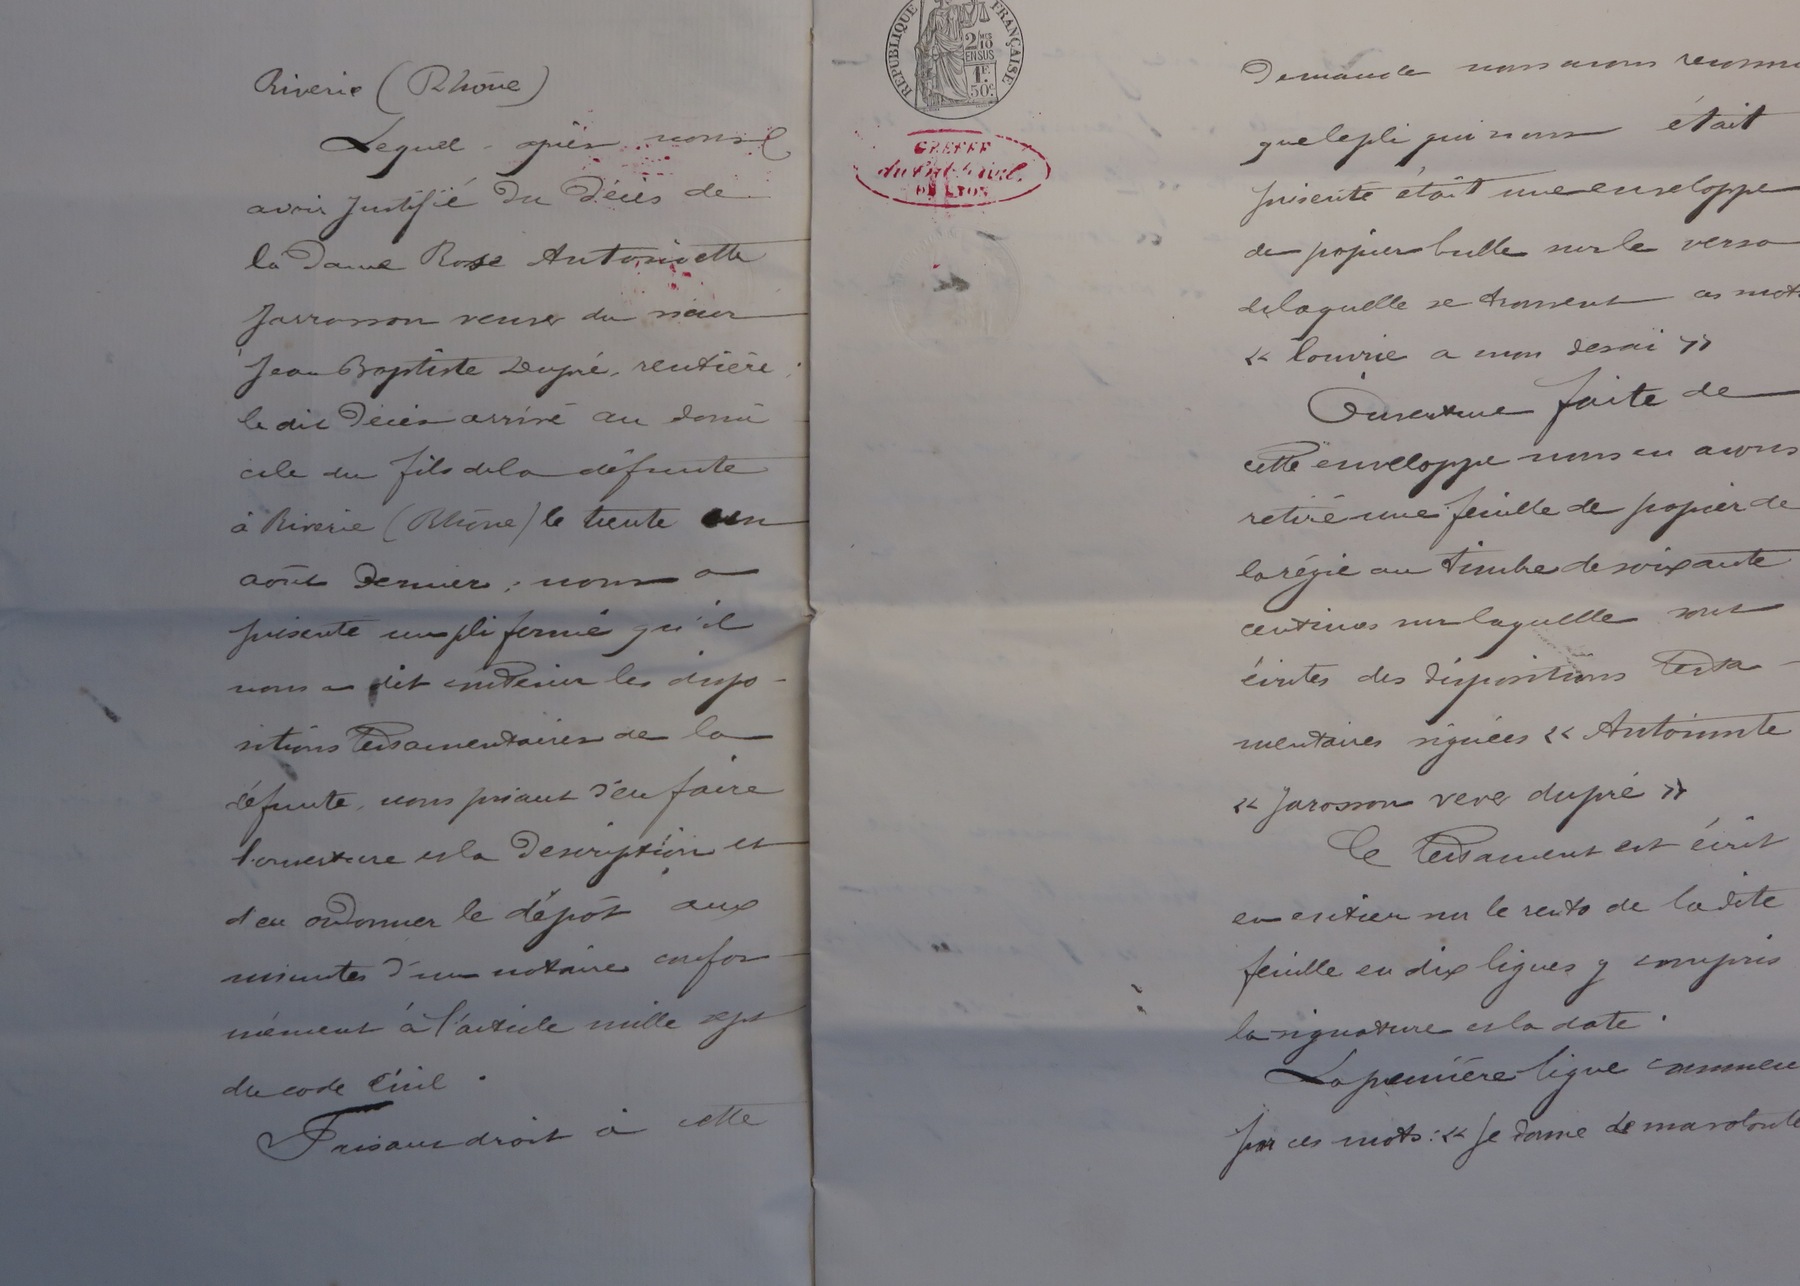 Riverie (Rhône)
Lequel après nous
avoir justifié du décès de
la Dame Rose Antoinette
Jarrosson veuve du sieur
Jean Baptiste Dupré, rentière;
le dit décès arrivé au domi
cile du fils de la défunte
à Riverie (Rhône) le trente un
août dernier; nous a
présenté un pli fermé qu'il
nous a dit contenir les dispo-
sitions testamentaires de la
défunte, nous priant d'en faire
l'ouverture et la description et
d'en ordonner le dépôt aux
minutes d'un notaire confor-
mément à l'article mille sept
du code Civil.
Faisant droit à cette
RÉPUBLIQUE FRANÇAISE
2/10 EN SUS
1F 50c
GREFFE
du Trib. Civil
DE LYON
Demande nous avons reconnu
que le pli qui nous était
présenté était une enveloppe
de papier bulle sur le verso
de laquelle se trouvent ces mots
« louvrie a mon desai »
Ouverture faite de
cette enveloppe nous en avons
retiré une feuille de papier de
la régie au timbre de soixante
centimes sur laquelle sont
écrites des dispositions testa-
mentaires signées « Antoinnte
« Jarosson veve dupré »
Ce testament est écrit
en entier sur le recto de la dite
feuille en dix lignes y compris
la signature et la date.
La première ligne commen
par ces mots: « Je donne de ma volonté